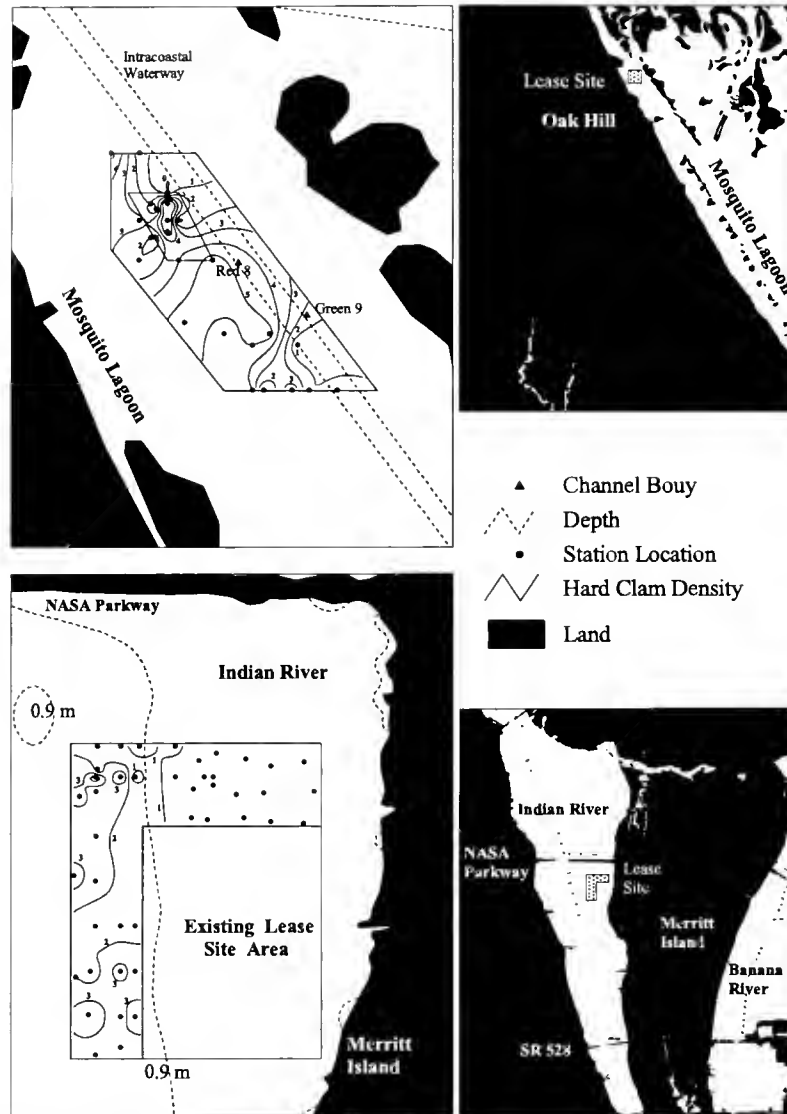 Intracoastal
Waterway
Red 8
Green 9
Mosquito Lagoon
Lease Site
Oak Hill
Mosquito Lagoon
Channel Bouy
Depth
Station Location
Hard Clam Density
Land
NASA Parkway
Indian River
0.9 m
Existing Lease
Site Area
0.9 m
Merritt
Island
Indian River
NASA
Parkway
Lease
Site
Merritt
Island
Banana
River
SR 528